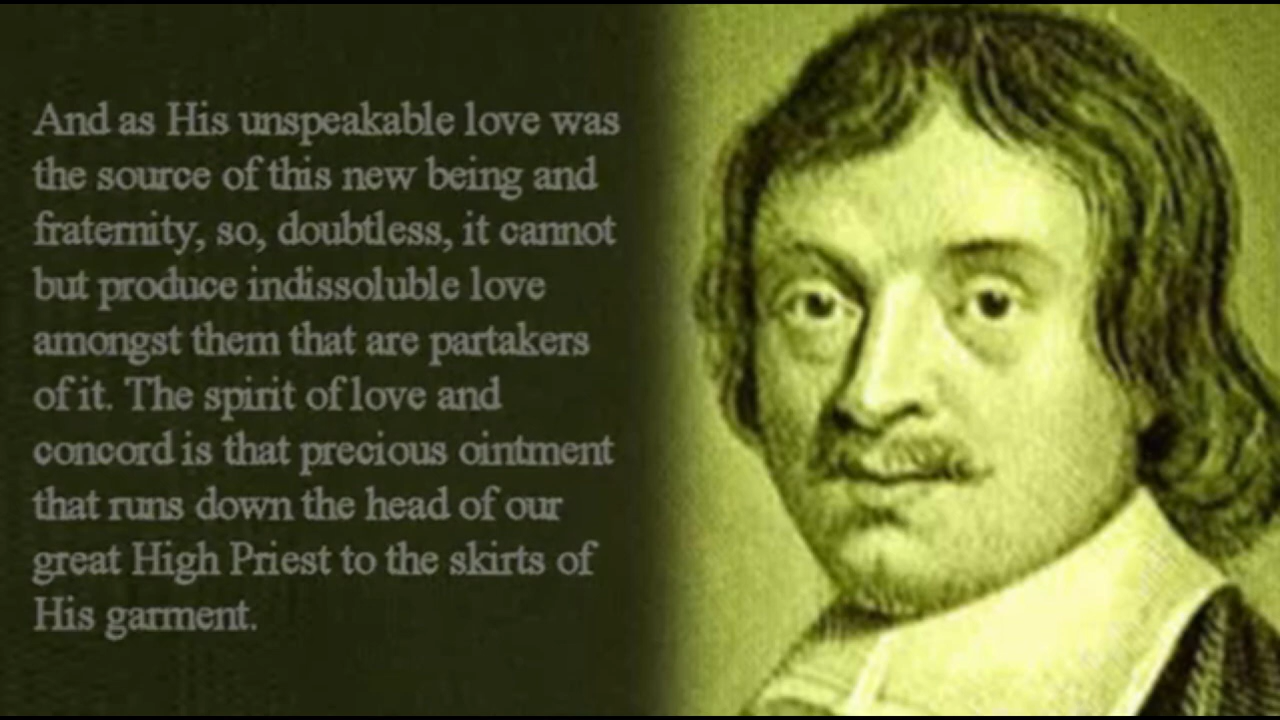 And as His unspeakable love was
the source of this new being and
fraternity, so, doubtless, it cannot
but produce indissoluble love
amongst them that are partakers
of it. The spirit of love and
concord is that precious ointment
that runs down the head of our
great High Priest to the skirts of
His garment.